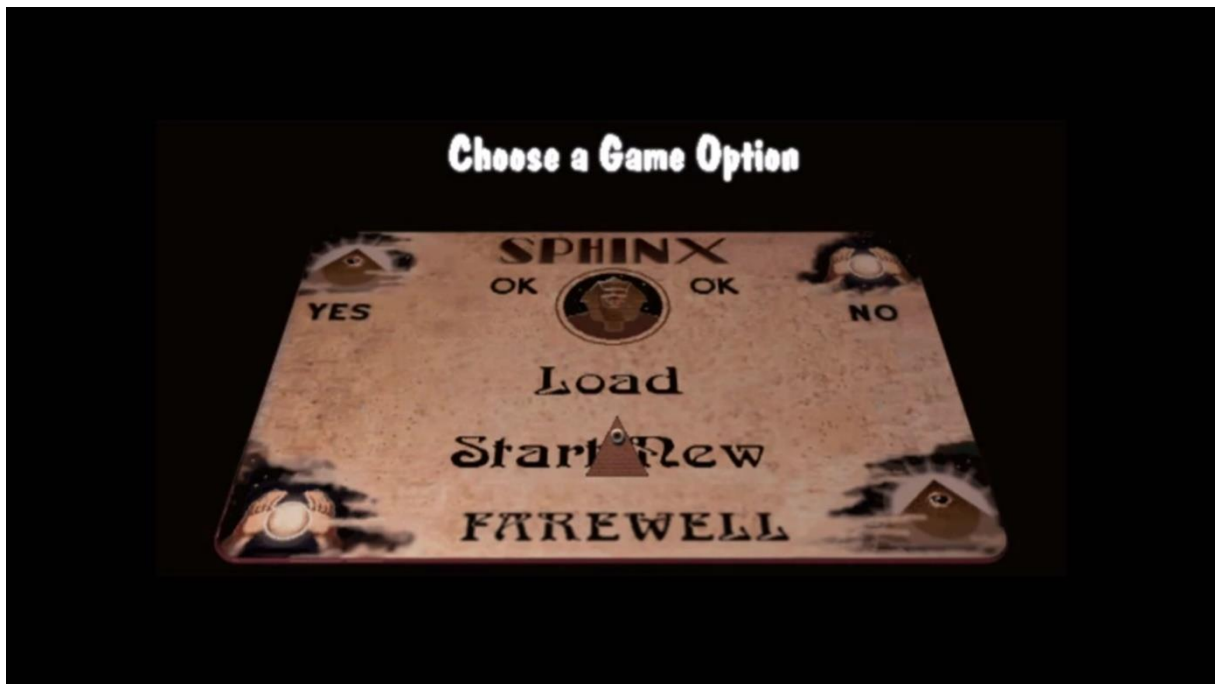 Choose a Game Option
SPHINX
OK OK
YES NO
Load
Start New
FAREWELL